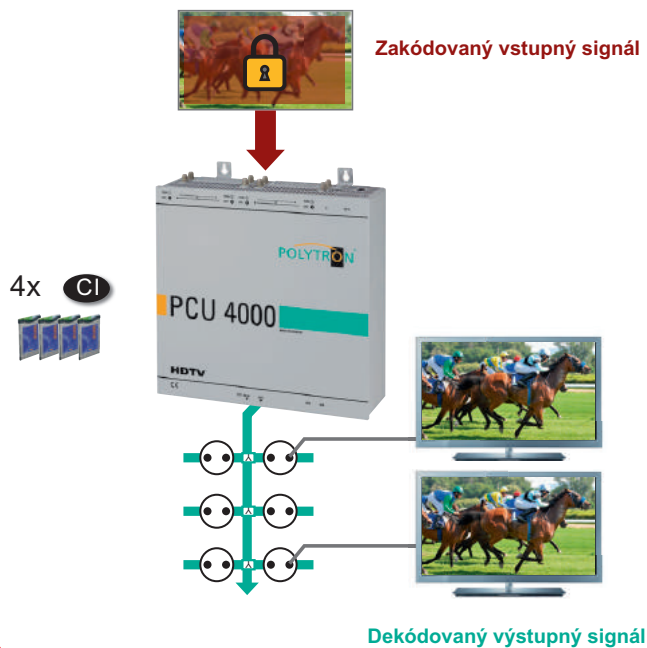 Zakódovaný vstupný signál
POLYTRON
4x CI
PCU 4000
HDTV
CE
Dekódovaný výstupný signál